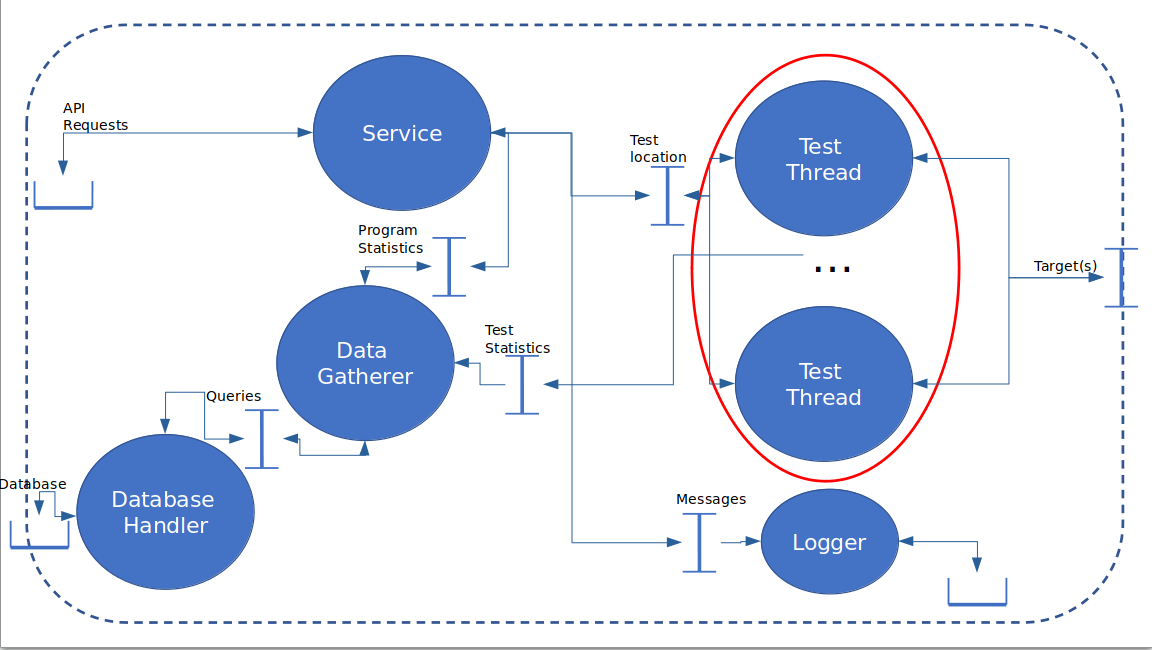 API
Requests
Service
Test
location
Test
Thread
Program
Statistics
...
Target(s)
Test
Statistics
Data
Gatherer
Test
Thread
Queries
Database
Database
Handler
Messages
Logger